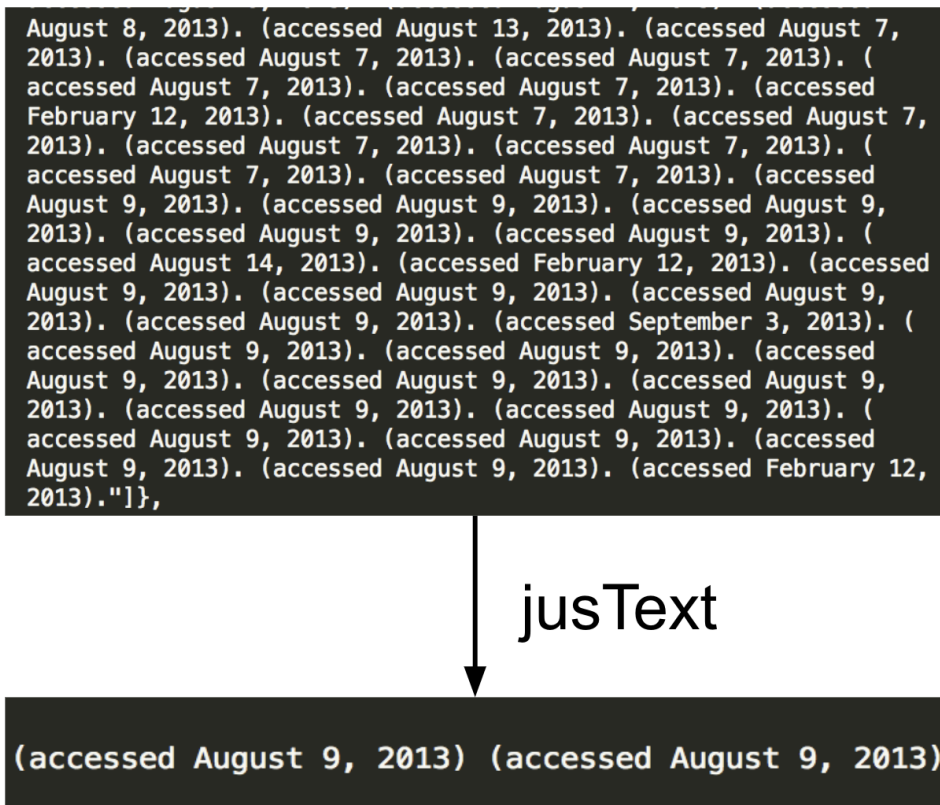 August 8, 2013). (accessed August 13, 2013). (accessed August 7,
2013). (accessed August 7, 2013). (accessed August 7, 2013). (
accessed August 7, 2013). (accessed August 7, 2013). (accessed
February 12, 2013). (accessed August 7, 2013). (accessed August 7,
2013). (accessed August 7, 2013). (accessed August 7, 2013). (
accessed August 7, 2013). (accessed August 7, 2013). (accessed
August 9, 2013). (accessed August 9, 2013). (accessed August 9,
2013). (accessed August 9, 2013). (accessed August 9, 2013). (
accessed August 14, 2013). (accessed February 12, 2013). (accessed
August 9, 2013). (accessed August 9, 2013). (accessed August 9,
2013). (accessed August 9, 2013). (accessed September 3, 2013). (
accessed August 9, 2013). (accessed August 9, 2013). (accessed
August 9, 2013). (accessed August 9, 2013). (accessed August 9,
2013). (accessed August 9, 2013). (accessed August 9, 2013). (
accessed August 9, 2013). (accessed August 9, 2013). (accessed
August 9, 2013). (accessed August 9, 2013). (accessed February 12,
2013)."]},
jusText
(accessed August 9, 2013) (accessed August 9, 2013)